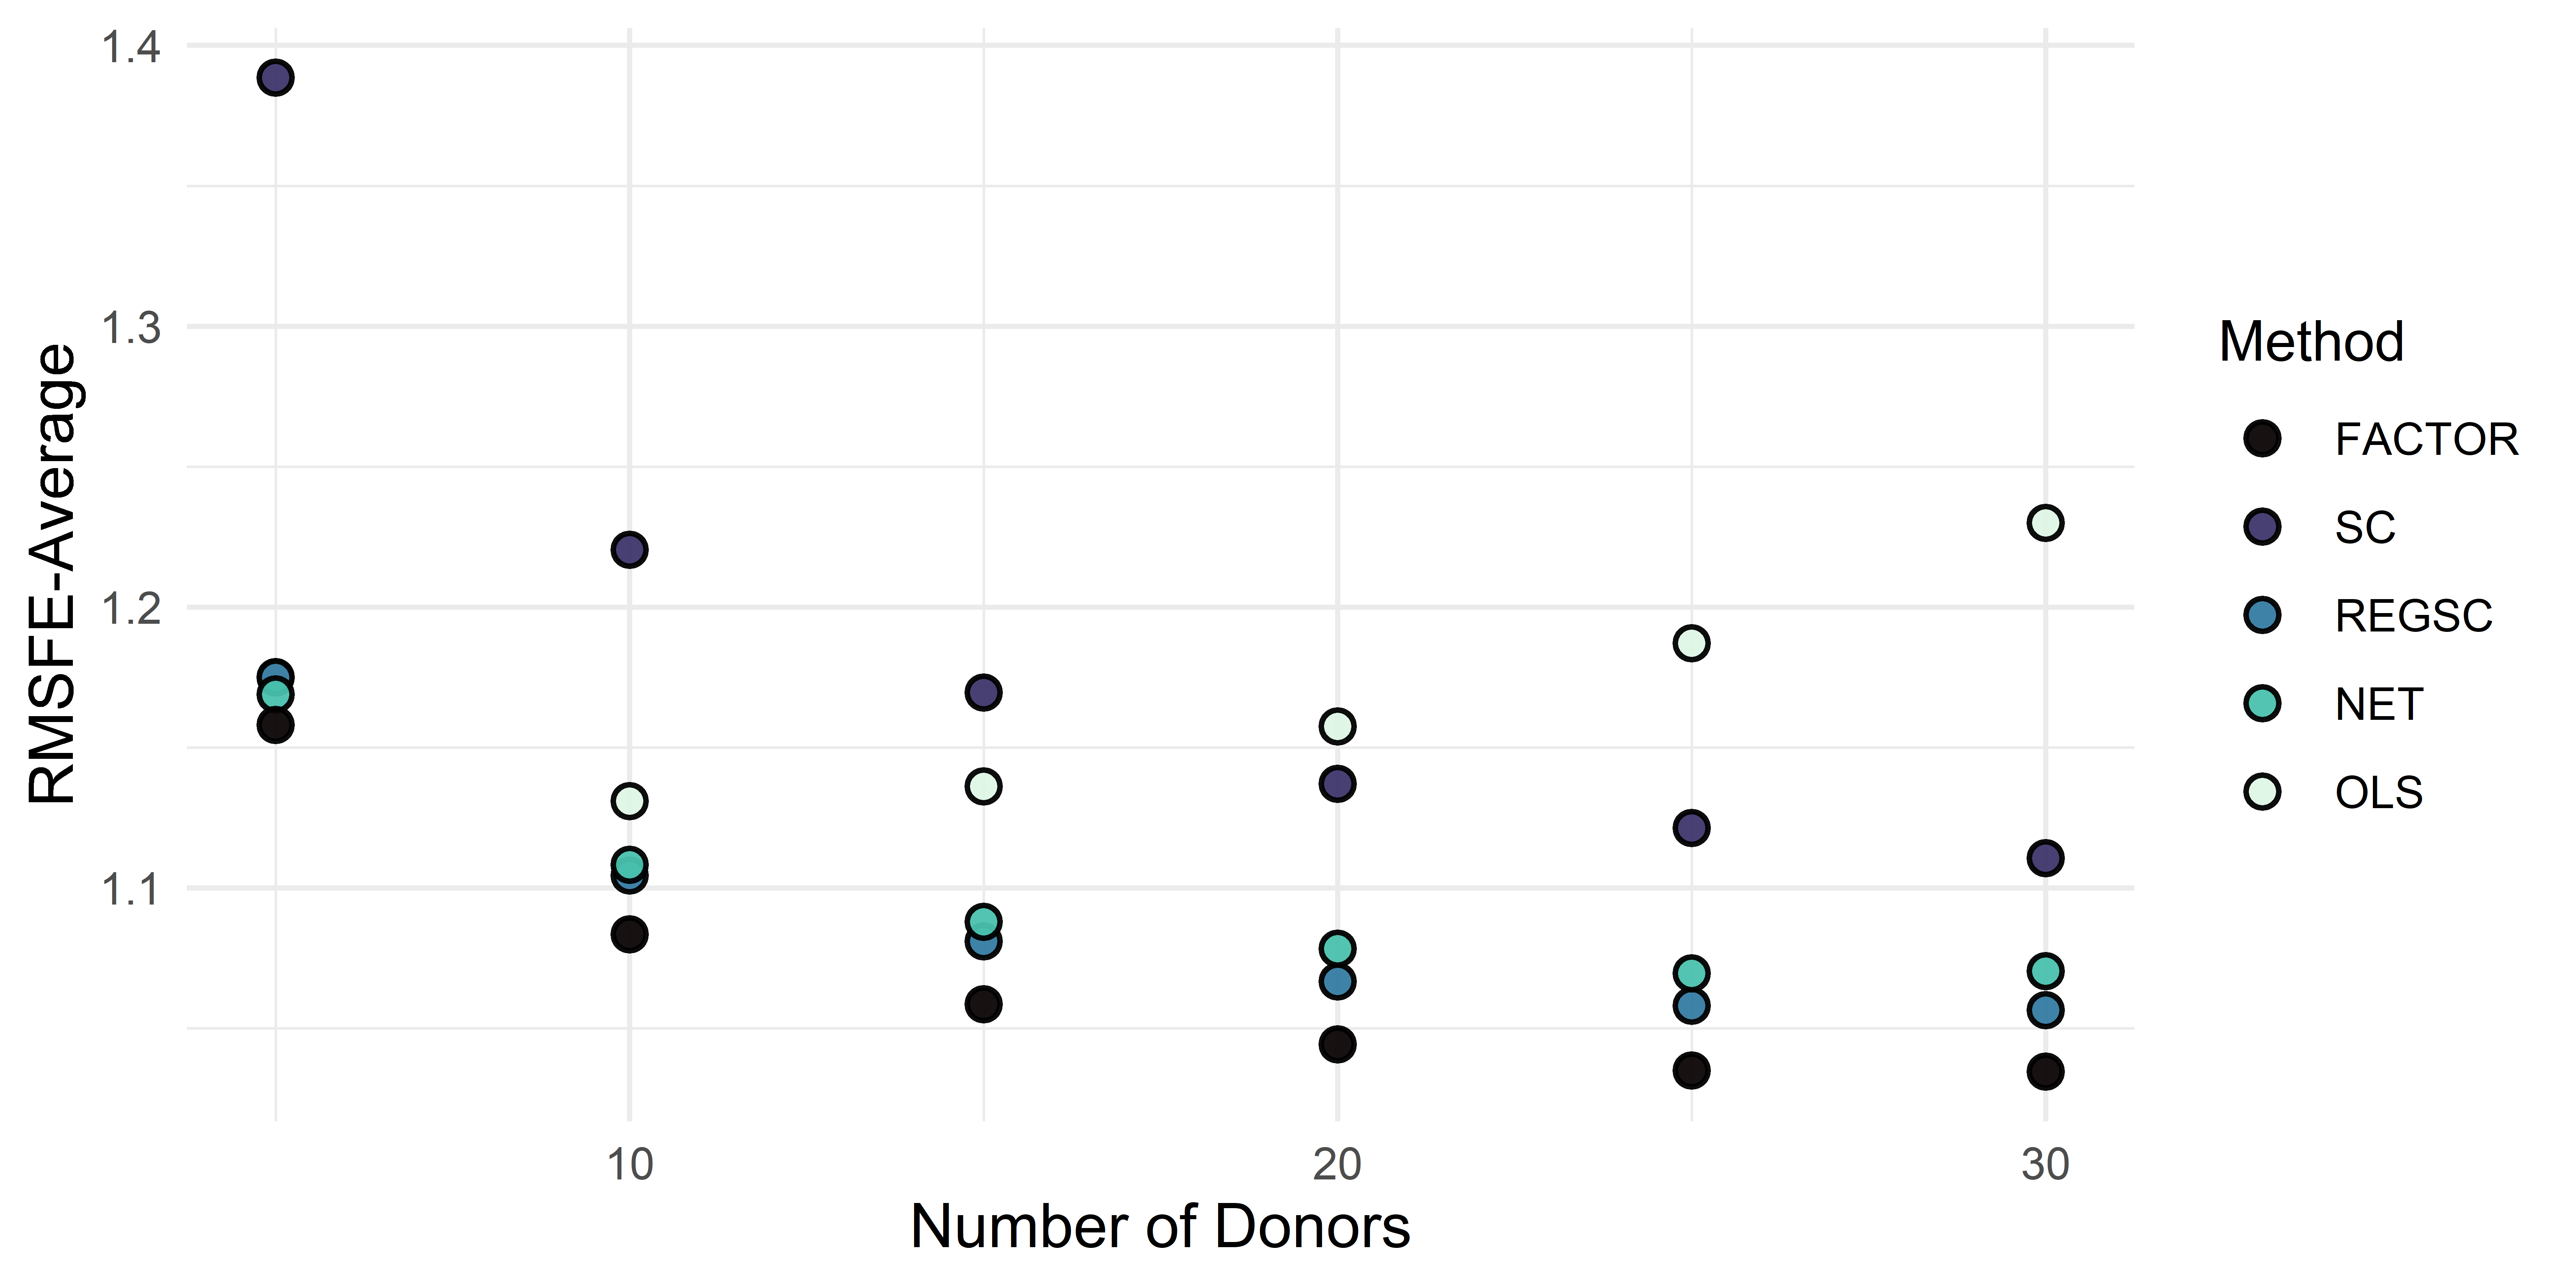 RMSFE-Average
1.4
1.3
1.2
1.1
10
20
30
Number of Donors
Method
FACTOR
SC
REGSC
NET
OLS